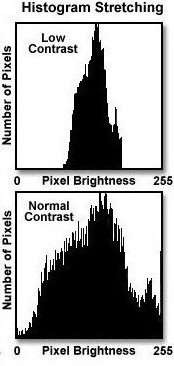 Histogram Stretching
Low
Contrast
Number of Pixels
0 Pixel Brightness 255
Normal
Contrast
Number of Pixels
0 Pixel Brightness 255